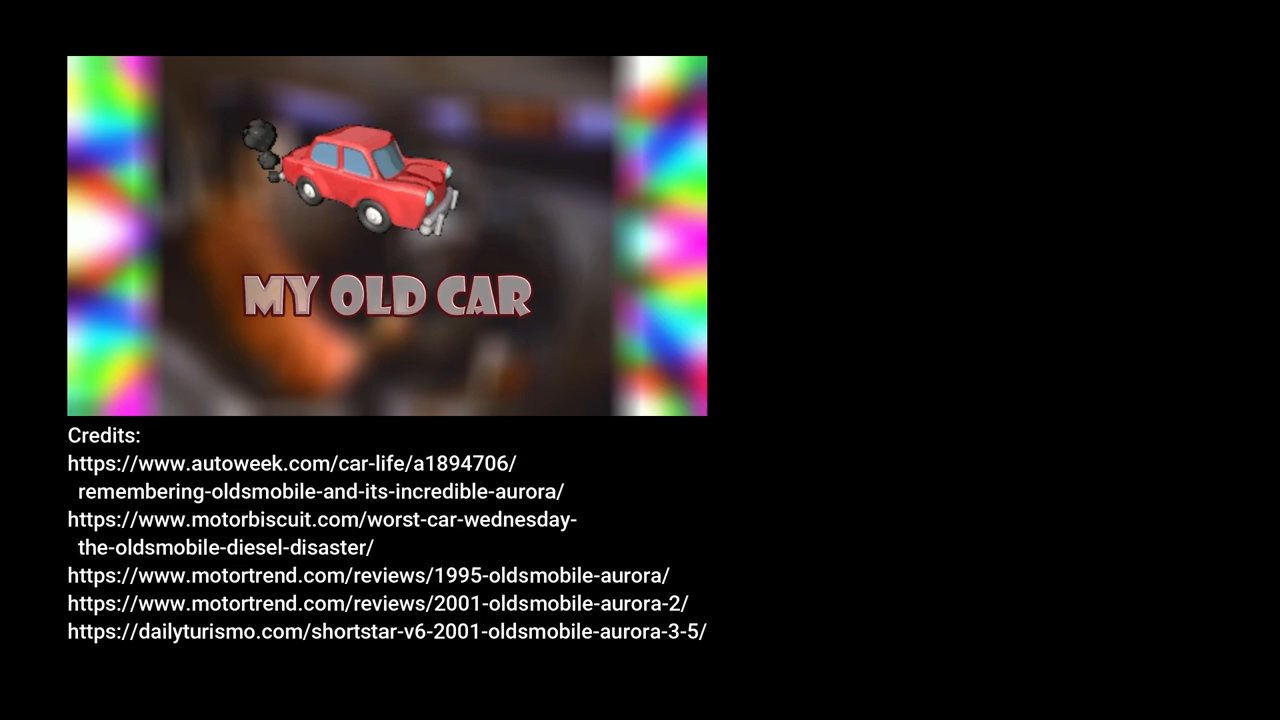 MY OLD CAR
Credits:
https://www.autoweek.com/car-life/a1894706/
remembering-oldsmobile-and-its-incredible-aurora/
https://www.motorbiscuit.com/worst-car-wednesday-
the-oldsmobile-diesel-disaster/
https://www.motortrend.com/reviews/1995-oldsmobile-aurora/
https://www.motortrend.com/reviews/2001-oldsmobile-aurora-2/
https://dailyturismo.com/shortstar-v6-2001-oldsmobile-aurora-3-5/